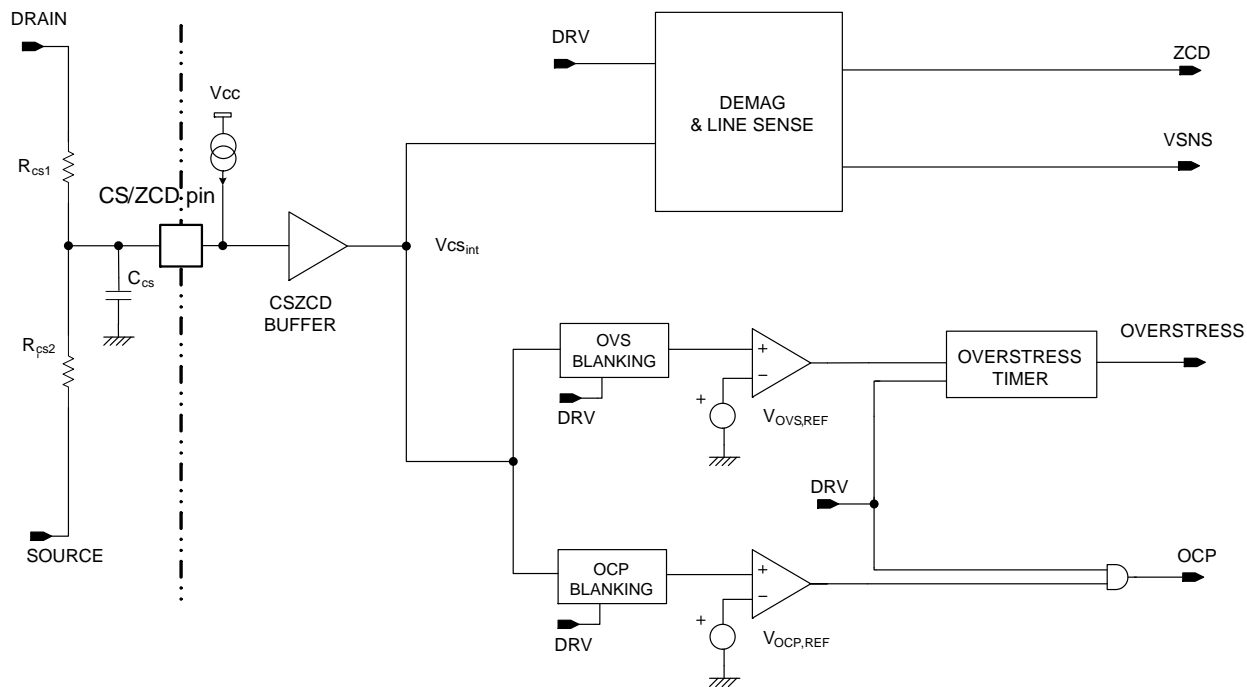 DRAIN
DRV
ZCD
Vcc
DEMAG
& LINE SENSE
VSNS
Rcs1
CS/ZCD pin
Ccs
Vcsint
CSZCD
BUFFER
OVS
BLANKING
+
−
OVERSTRESS
OVERSTRESS
TIMER
Rcs2
DRV
+
VOVS,REF
DRV
SOURCE
OCP
BLANKING
+
−
OCP
DRV
+
VOCP,REF